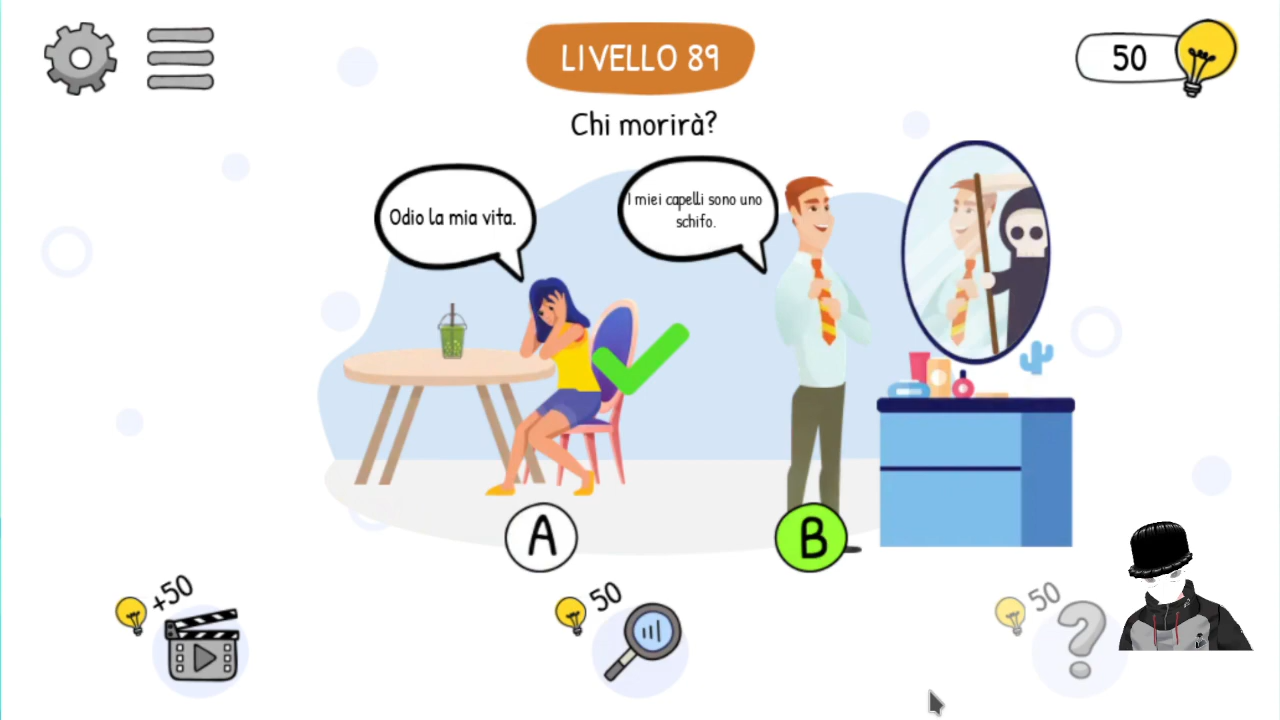 LIVELLO 89
50
Chi morirà?
Odio la mia vita.
I miei capelli sono uno
schifo.
A
B
+50
50
50